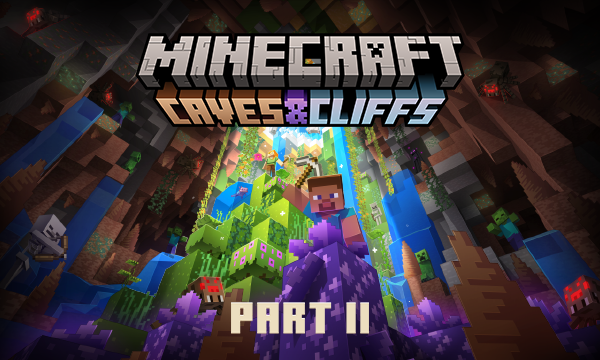 MINECRAFT
CAVES & CLIFFS
PART II